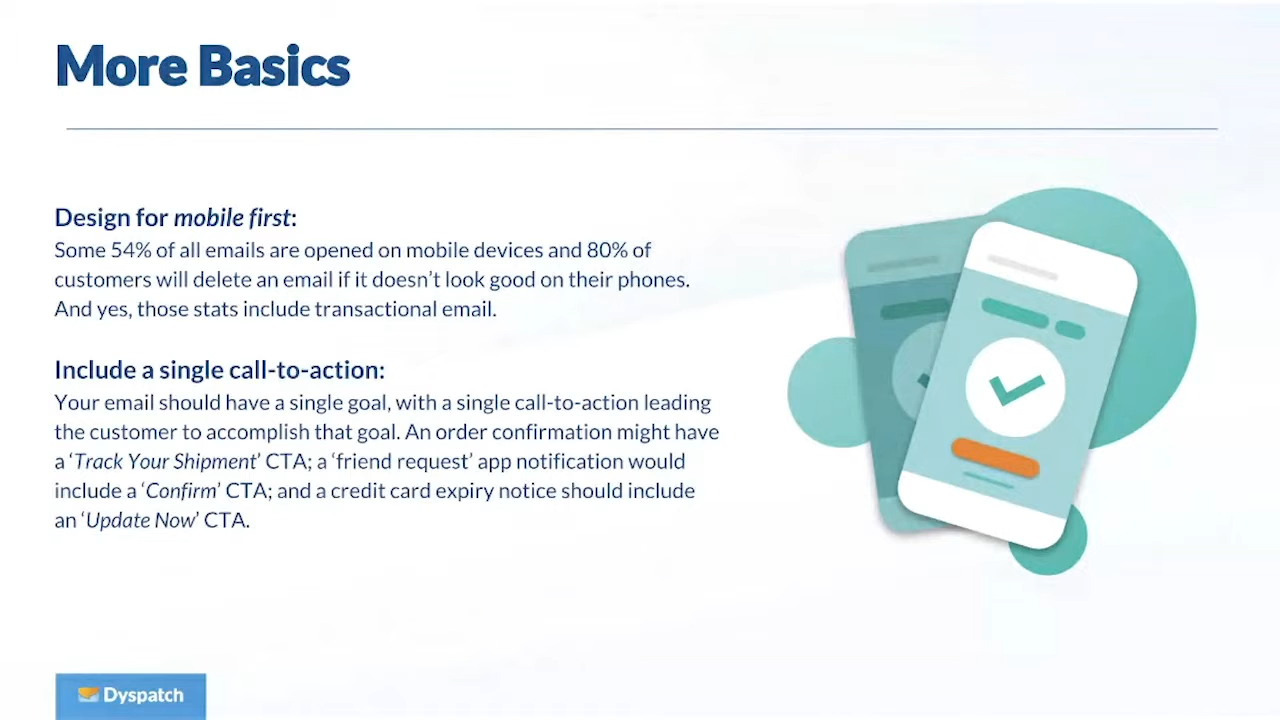 More Basics
Design for mobile first:
Some 54% of all emails are opened on mobile devices and 80% of
customers will delete an email if it doesn’t look good on their phones.
And yes, those stats include transactional email.
Include a single call-to-action:
Your email should have a single goal, with a single call-to-action leading
the customer to accomplish that goal. An order confirmation might have
a ‘Track Your Shipment’ CTA; a ‘friend request’ app notification would
include a ‘Confirm’ CTA; and a credit card expiry notice should include
an ‘Update Now’ CTA.
Dyspatch